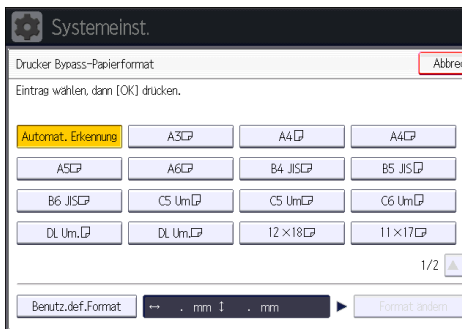 Systemeinst.
Drucker Bypass-Papierformat Abbre
Eintrag wählen, dann [OK] drücken.
Automat. Erkennung A3 A4 A4
A5 A6 B4 JIS B5 JIS
B6 JIS C5 Um C5 Um C6 Um
DL Um. DL Um. 12×18 11×17
1/2
Benutz.def.Format ↔ . mm ↕ . mm Format ändern